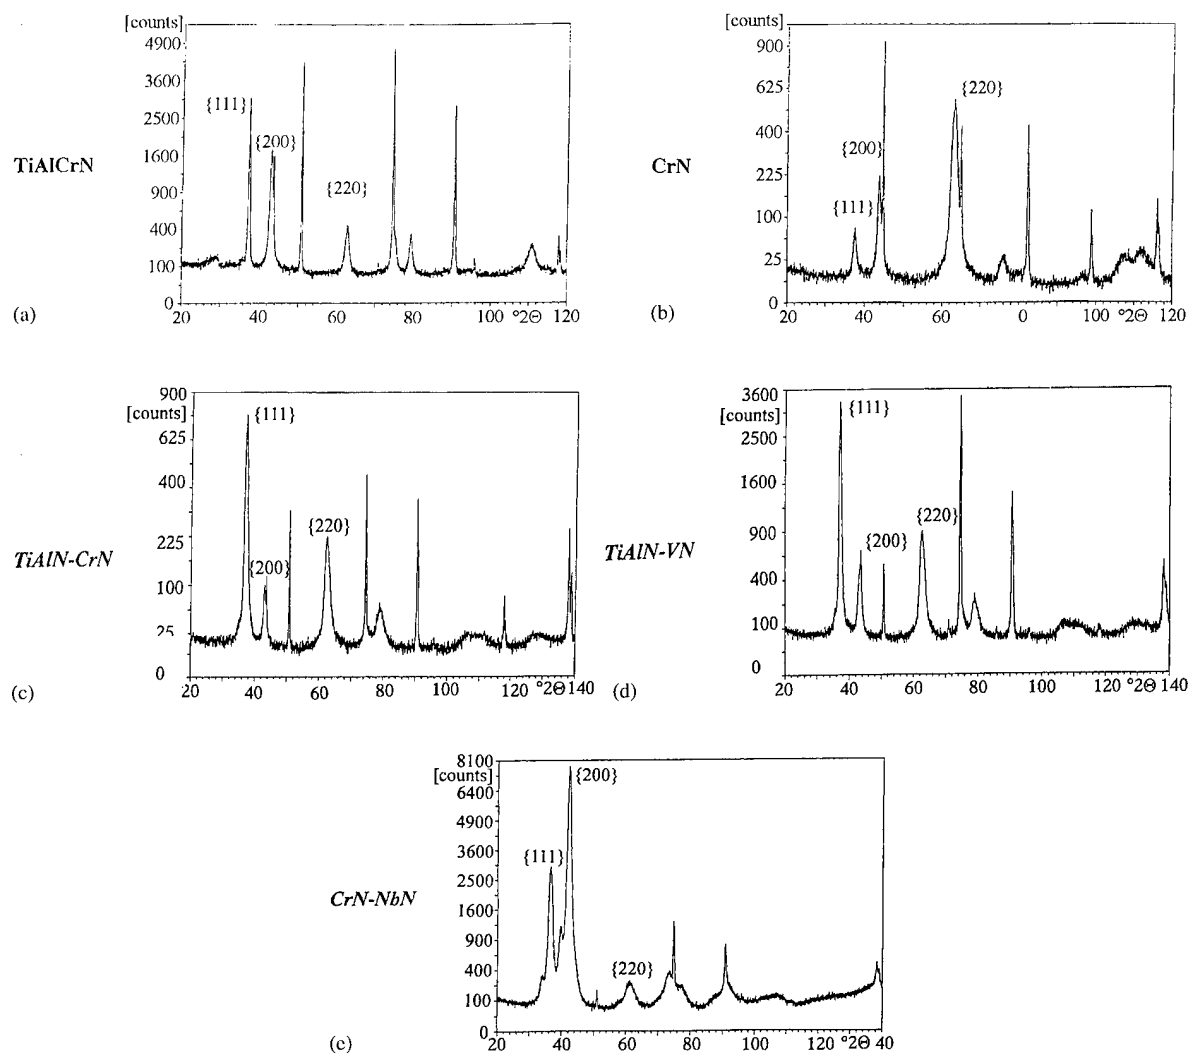 [counts]
4900
3600
2500
1600
900
400
100
0
{111}
{200}
{220}
TiAlCrN
20 40 60 80 100 °2Θ 120
(a)
[counts]
900
625
400
225
100
25
0
{220}
{200}
{111}
CrN
20 40 60 0 100 °2Θ 120
(b)
900
[counts]
625
400
225
100
25
0
{111}
{220}
{200}
TiAlN-CrN
20 40 60 80 100 120 °2Θ 140
(c)
3600
[counts]
2500
1600
900
400
100
0
{111}
{220}
{200}
TiAlN-VN
20 40 60 80 100 120 °2Θ 140
(d)
8100
[counts]
6400
4900
3600
2500
1600
900
400
100
0
{200}
{111}
{220}
CrN-NbN
20 40 60 80 100 120 °2Θ 40
(e)